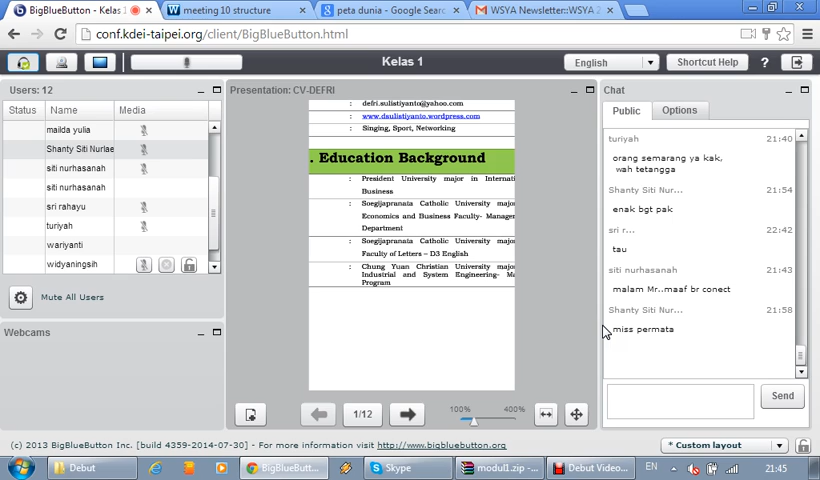 BigBlueButton - Kelas 1
meeting 10 structure
peta dunia - Google Sear
WSYA Newsletter::WSYA 2
conf.kdei-taipei.org/client/BigBlueButton.html
Kelas 1
English
Shortcut Help
?
Users: 12
Status Name Media
mailda yulia
Shanty Siti Nurlae
siti nurhasanah
siti nurhasanah
sri rahayu
turiyah
wariyanti
widyaningsih
Mute All Users
Webcams
Presentation: CV-DEFRI
: defri.sulistiyanto@yahoo.com
: www.dsulistiyanto.wordpress.com
: Singing, Sport, Networking
. Education Background
: President University major in Internati
Business
: Soegijapranata Catholic University major
Economics and Business Faculty- Manager
Department
: Soegijapranata Catholic University major
Faculty of Letters – D3 English
: Chung Yuan Christian University major
Industrial and System Engineering- Ma
Program
1/12
100%
400%
Chat
Public
Options
turiyah 21:40
orang semarang ya kak,
wah tetangga
Shanty Siti Nur... 21:54
enak bgt pak
sri r... 22:42
tau
siti nurhasanah 21:43
malam Mr..maaf br conect
Shanty Siti Nur... 21:58
miss permata
Send
(c) 2013 BigBlueButton Inc. [build 4359-2014-07-30] - For more information visit http://www.bigbluebutton.org
* Custom layout
Debut
BigBlueButton...
Skype
modul1.zip -...
Debut Video...
EN
21:45